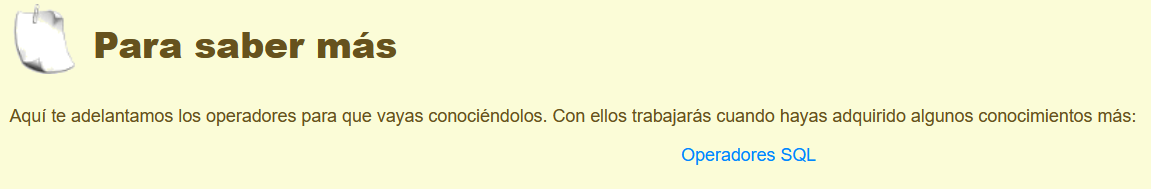 Para saber más
Aquí te adelantamos los operadores para que vayas conociéndolos. Con ellos trabajarás cuando hayas adquirido algunos conocimientos más:
Operadores SQL